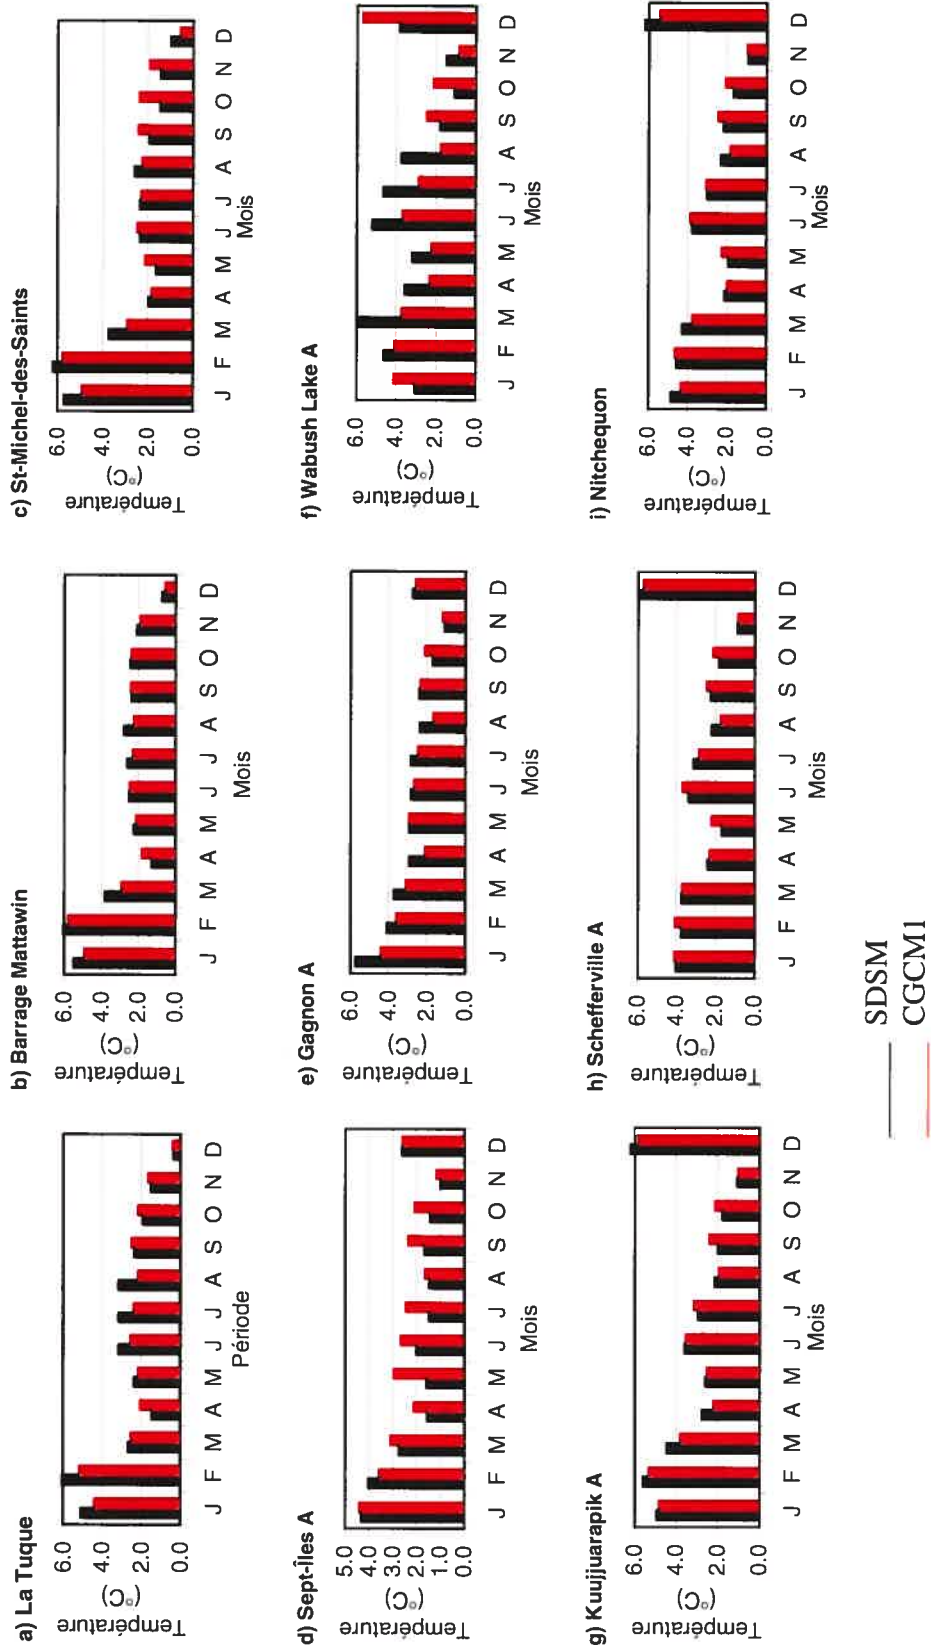 a) La Tuque
Température
(°C)
6.0
4.0
2.0
0.0
J F M A M J J A S O N D
Période
b) Barrage Mattawin
Température
(°C)
6.0
4.0
2.0
0.0
J F M A M J J A S O N D
Mois
c) St-Michel-des-Saints
Température
(°C)
6.0
4.0
2.0
0.0
J F M A M J J A S O N D
Mois
d) Sept-Îles A
Température
(°C)
5.0
4.0
3.0
2.0
1.0
0.0
J F M A M J J A S O N D
Mois
e) Gagnon A
Température
(°C)
6.0
4.0
2.0
0.0
J F M A M J J A S O N D
Mois
f) Wabush Lake A
Température
(°C)
6.0
4.0
2.0
0.0
J F M A M J J A S O N D
Mois
g) Kuujjuarapik A
Température
(°C)
6.0
4.0
2.0
0.0
J F M A M J J A S O N D
Mois
h) Schefferville A
Température
(°C)
6.0
4.0
2.0
0.0
J F M A M J J A S O N D
Mois
i) Nitchequon
Température
(°C)
6.0
4.0
2.0
0.0
J F M A M J J A S O N D
Mois
SDSM
CGCM1